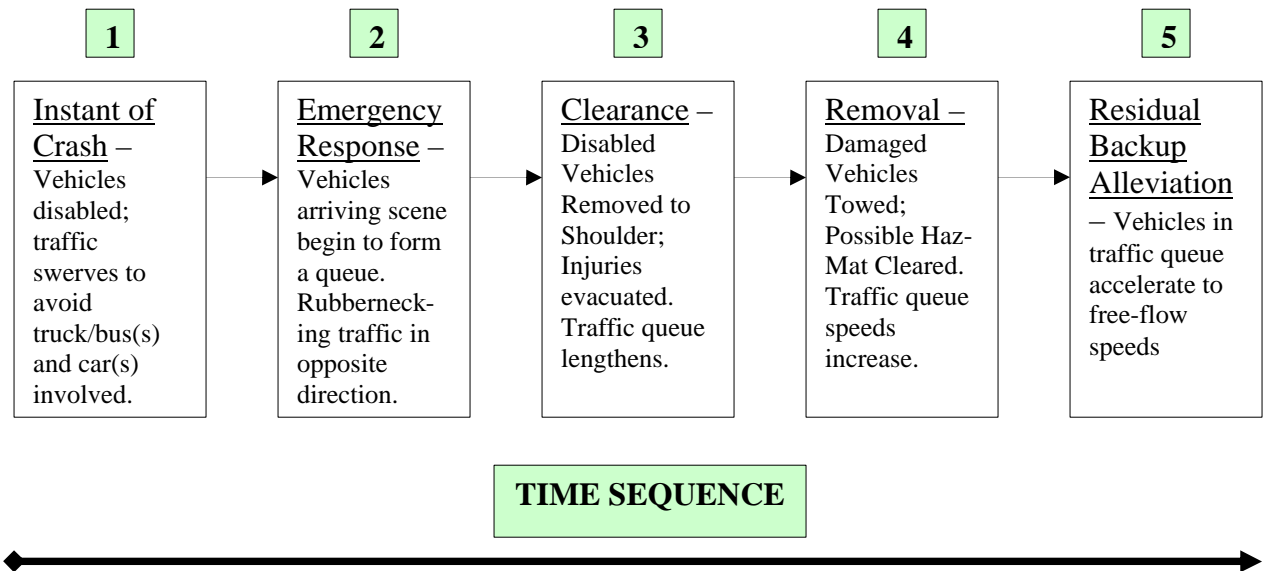 1
2
3
4
5
Instant of
Crash –
Vehicles
disabled;
traffic
swerves to
avoid
truck/bus(s)
and car(s)
involved.
Emergency
Response –
Vehicles
arriving scene
begin to form
a queue.
Rubberneck-
ing traffic in
opposite
direction.
Clearance –
Disabled
Vehicles
Removed to
Shoulder;
Injuries
evacuated.
Traffic queue
lengthens.
Removal –
Damaged
Vehicles
Towed;
Possible Haz-
Mat Cleared.
Traffic queue
speeds
increase.
Residual
Backup
Alleviation
– Vehicles in
traffic queue
accelerate to
free-flow
speeds
TIME SEQUENCE